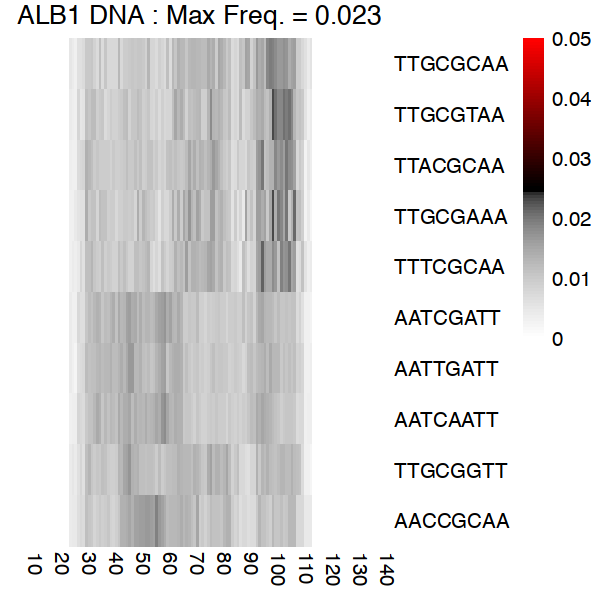 ALB1 DNA : Max Freq. = 0.023
TTGCGCAA
TTGCGTAA
TTACGCAA
TTGCGAAA
TTTCGCAA
AATCGATT
AATTGATT
AATCAATT
TTGCGGTT
AACCGCAA
0.05
0.04
0.03
0.02
0.01
0
10 20 30 40 50 60 70 80 90 100 110 120 130 140